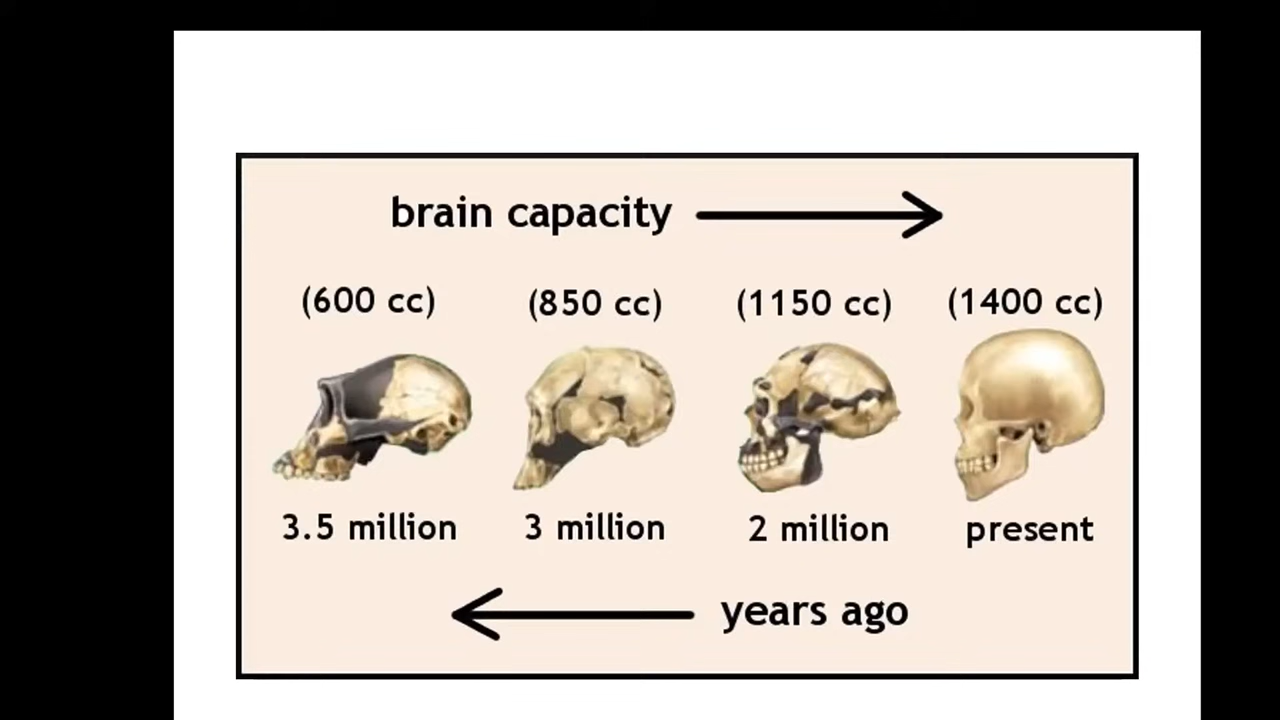 brain capacity
(600 cc) (850 cc) (1150 cc) (1400 cc)
3.5 million 3 million 2 million present
years ago